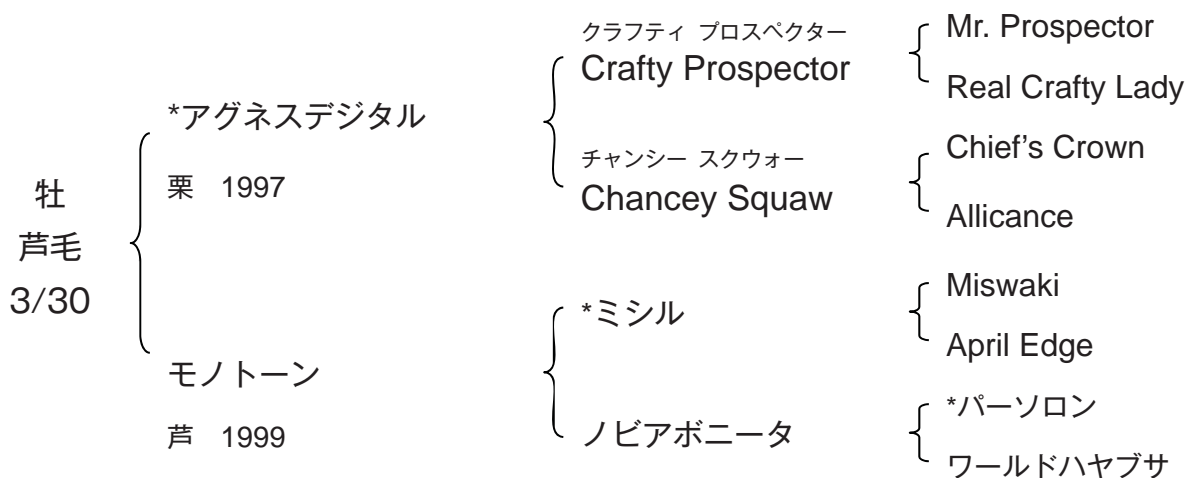 牡
芦毛
3/30
*アグネスデジタル
栗 1997
モノトーン
芦 1999
クラフティ プロスペクター
Crafty Prospector
チャンシー スクウォー
Chancey Squaw
*ミシル
ノビアボニータ
Mr. Prospector
Real Crafty Lady
Chief's Crown
Allicance
Miswaki
April Edge
*パーソロン
ワールドハヤブサ